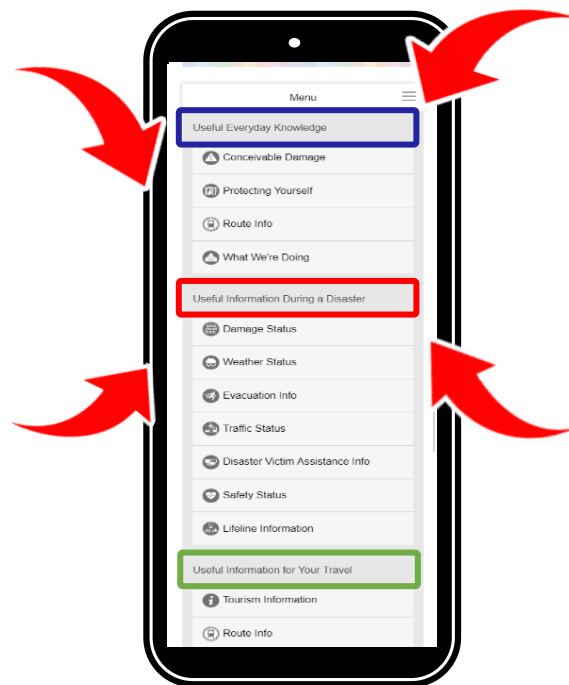 Menu
Useful Everyday Knowledge
Conceivable Damage
Protecting Yourself
Route Info
What We're Doing
Useful Information During a Disaster
Damage Status
Weather Status
Evacuation Info
Traffic Status
Disaster Victim Assistance Info
Safety Status
Lifeline Information
Useful Information for Your Travel
Tourism Information
Route Info